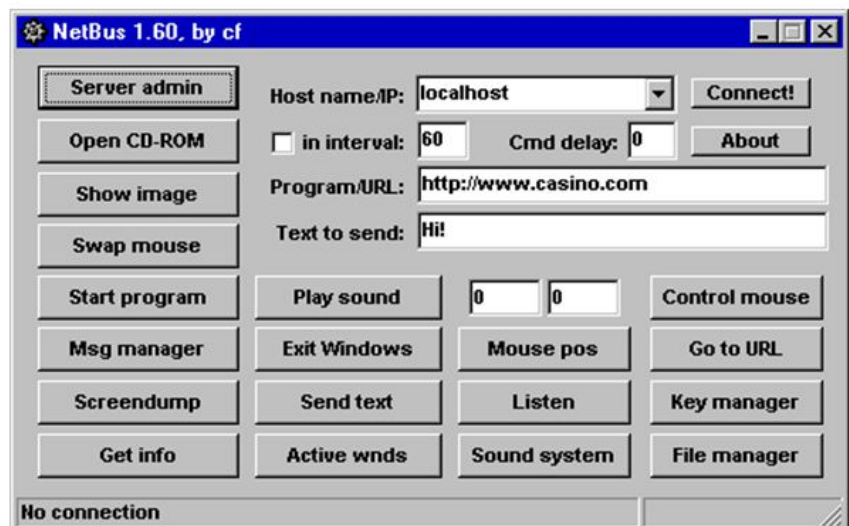 NetBus 1.60, by cf
Server admin
Host name/IP: localhost
Connect!
Open CD-ROM
in interval: 60
Cmd delay: 0
About
Show image
Program/URL: http://www.casino.com
Swap mouse
Text to send: Hi!
Start program
Play sound
0
0
Control mouse
Msg manager
Exit Windows
Mouse pos
Go to URL
Screendump
Send text
Listen
Key manager
Get info
Active wnds
Sound system
File manager
No connection